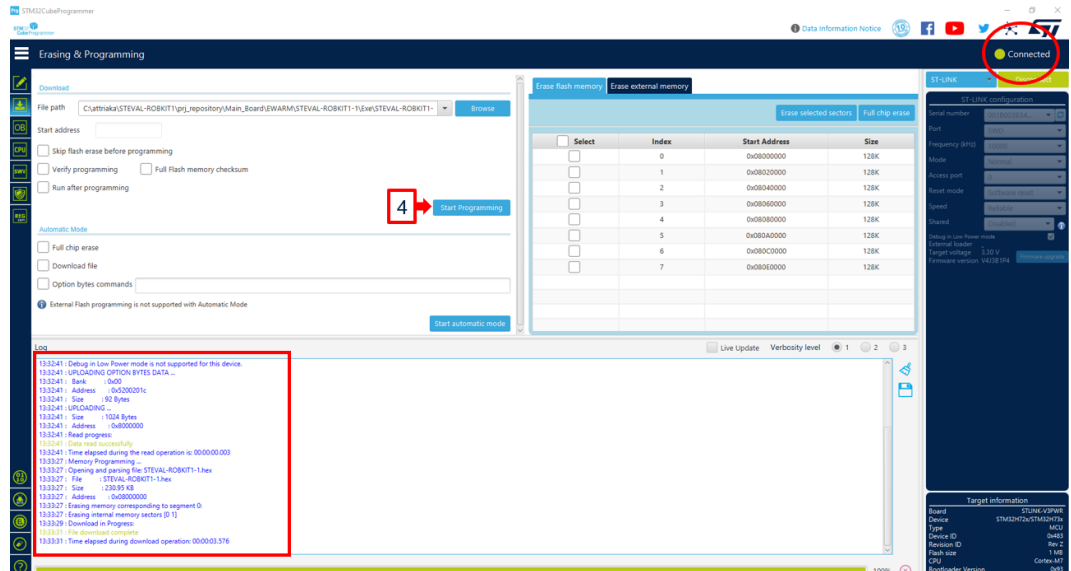 STM32CubeProgrammer
STM32
CubeProgrammer
Data information Notice
Erasing & Programming
Connected
Download
File path C:\attriaka\STEVAL-ROBKIT1\prj_repository\Main_Board\EWARM\STEVAL-ROBKIT1-1\Exe\STEVAL-ROBKIT1- Browse
Start address
Skip flash erase before programming
Verify programming Full Flash memory checksum
Run after programming
4 Start Programming
Automatic Mode
Full chip erase
Download file
Option bytes commands
External Flash programming is not supported with Automatic Mode
Start automatic mode
OB
CPU
SWV
REG
Erase flash memory Erase external memory
Erase selected sectors Full chip erase
Select Index Start Address Size
0 0x08000000 128K
1 0x08020000 128K
2 0x08040000 128K
3 0x08060000 128K
4 0x08080000 128K
5 0x080A0000 128K
6 0x080C0000 128K
7 0x080E0000 128K
ST-LINK
ST-LINK configuration
Serial number
Port SWD
Frequency (kHz)
Mode Normal
Access port 0
Reset mode Software reset
Speed Reliable
Shared Enabled
Debug in Low Power mode
External loader
Target voltage 3.30 V
Firmware version V4J3B1P4 Firmware upgrade
Log
Live Update Verbosity level 1 2 3
13:32:41 : Debug in Low Power mode is not supported for this device.
13:32:41 : UPLOADING OPTION BYTES DATA ...
13:32:41 : Bank : 0x00
13:32:41 : Address : 0x5200201c
13:32:41 : Size : 92 Bytes
13:32:41 : UPLOADING ...
13:32:41 : Size : 1024 Bytes
13:32:41 : Address : 0x8000000
13:32:41 : Read progress:
13:32:41 : Data read successfully
13:32:41 : Time elapsed during the read operation is: 00:00:00.003
13:33:27 : Memory Programming ...
13:33:27 : Opening and parsing file: STEVAL-ROBKIT1-1.hex
13:33:27 : File : STEVAL-ROBKIT1-1.hex
13:33:27 : Size : 230.95 KB
13:33:27 : Address : 0x08000000
13:33:27 : Erasing memory corresponding to segment 0:
13:33:27 : Erasing internal memory sectors [0 1]
13:33:29 : Download in Progress:
13:33:31 : File download complete
13:33:31 : Time elapsed during download operation: 00:00:03.576
100%
Target information
Board STLINK-V3PWR
Device STM32H72x/STM32H73x
Type MCU
Device ID 0x483
Revision ID Rev Z
Flash size 1 MB
CPU Cortex-M7
Bootloader Version 0x93